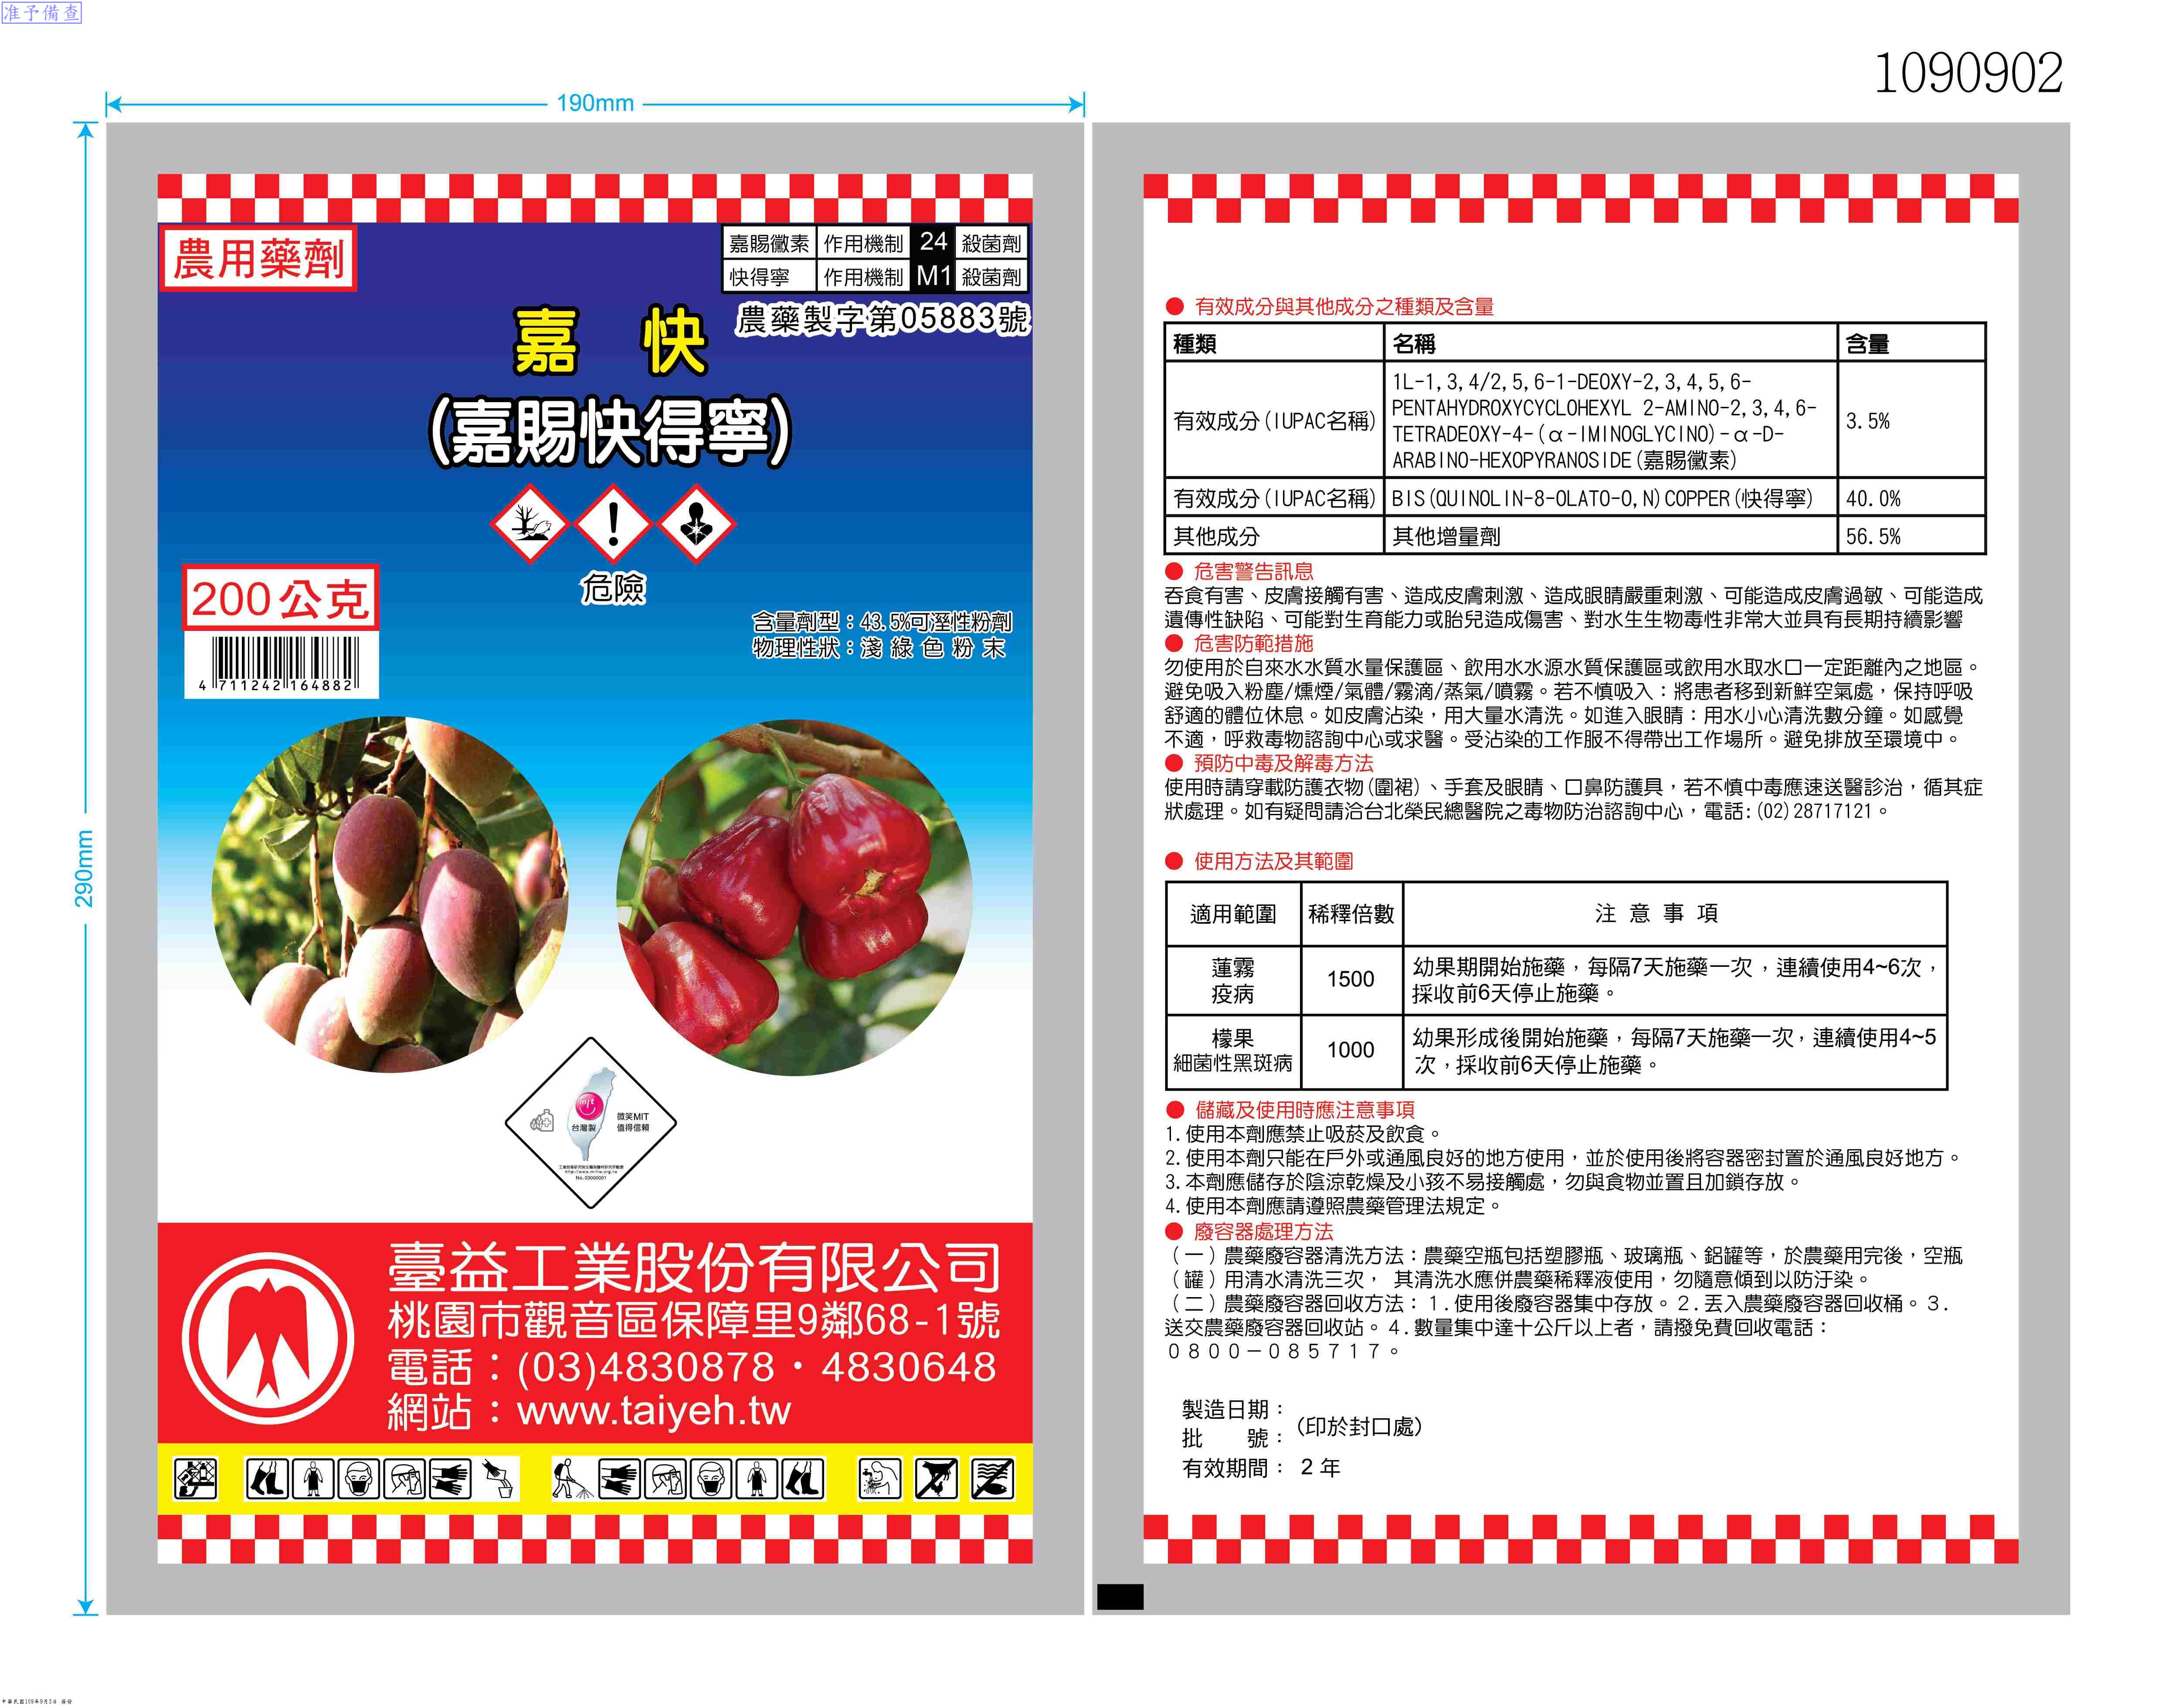 准予備查
1090902
190mm
290mm
農用藥劑
嘉賜黴素 作用機制 24 殺菌劑
快得寧 作用機制 M1 殺菌劑
農藥製字第05883號
嘉 快
(嘉賜快得寧)
危險
200公克
4 711242 164882
含量劑型：43.5%可溼性粉劑
物理性狀：淺 綠 色 粉 末
mit
台灣製
微笑MIT
值得信賴
No.03000001
臺益工業股份有限公司
桃園市觀音區保障里9鄰68-1號
電話：(03)4830878・4830648
網站：www.taiyeh.tw
● 有效成分與其他成分之種類及含量
種類 名稱 含量
有效成分(IUPAC名稱) 1L-1,3,4/2,5,6-1-DEOXY-2,3,4,5,6-
PENTAHYDROXYCYCLOHEXYL 2-AMINO-2,3,4,6-
TETRADEOXY-4-(α-IMINOGLYCINO)-α-D-
ARABINO-HEXOPYRANOSIDE(嘉賜黴素) 3.5%
有效成分(IUPAC名稱) BIS(QUINOLIN-8-OLATO-O,N)COPPER(快得寧) 40.0%
其他成分 其他增量劑 56.5%
● 危害警告訊息
吞食有害、皮膚接觸有害、造成皮膚刺激、造成眼睛嚴重刺激、可能造成皮膚過敏、可能造成
遺傳性缺陷、可能對生育能力或胎兒造成傷害、對水生生物毒性非常大並具有長期持續影響
● 危害防範措施
勿使用於自來水水質水量保護區、飲用水水源水質保護區或飲用水取水口一定距離內之地區。
避免吸入粉塵/燻煙/氣體/霧滴/蒸氣/噴霧。若不慎吸入：將患者移到新鮮空氣處，保持呼吸
舒適的體位休息。如皮膚沾染，用大量水清洗。如進入眼睛：用水小心清洗數分鐘。如感覺
不適，呼救毒物諮詢中心或求醫。受沾染的工作服不得帶出工作場所。避免排放至環境中。
● 預防中毒及解毒方法
使用時請穿載防護衣物(圍裙)、手套及眼睛、口鼻防護具，若不慎中毒應速送醫診治，循其症
狀處理。如有疑問請洽台北榮民總醫院之毒物防治諮詢中心，電話:(02)28717121。
● 使用方法及其範圍
適用範圍 稀釋倍數 注 意 事 項
蓮霧
疫病 1500 幼果期開始施藥，每隔7天施藥一次，連續使用4~6次，
採收前6天停止施藥。
檬果
細菌性黑斑病 1000 幼果形成後開始施藥，每隔7天施藥一次，連續使用4~5
次，採收前6天停止施藥。
● 儲藏及使用時應注意事項
1.使用本劑應禁止吸菸及飲食。
2.使用本劑只能在戶外或通風良好的地方使用，並於使用後將容器密封置於通風良好地方。
3.本劑應儲存於陰涼乾燥及小孩不易接觸處，勿與食物並置且加鎖存放。
4.使用本劑應請遵照農藥管理法規定。
● 廢容器處理方法
（一）農藥廢容器清洗方法：農藥空瓶包括塑膠瓶、玻璃瓶、鋁罐等，於農藥用完後，空瓶
（罐）用清水清洗三次， 其清洗水應併農藥稀釋液使用，勿隨意傾到以防汙染。
（二）農藥廢容器回收方法：１.使用後廢容器集中存放。２.丟入農藥廢容器回收桶。３.
送交農藥廢容器回收站。４.數量集中達十公斤以上者，請撥免費回收電話：
０８００－０８５７１７。
製造日期：
批　　號： (印於封口處)
有效期間： 2 年